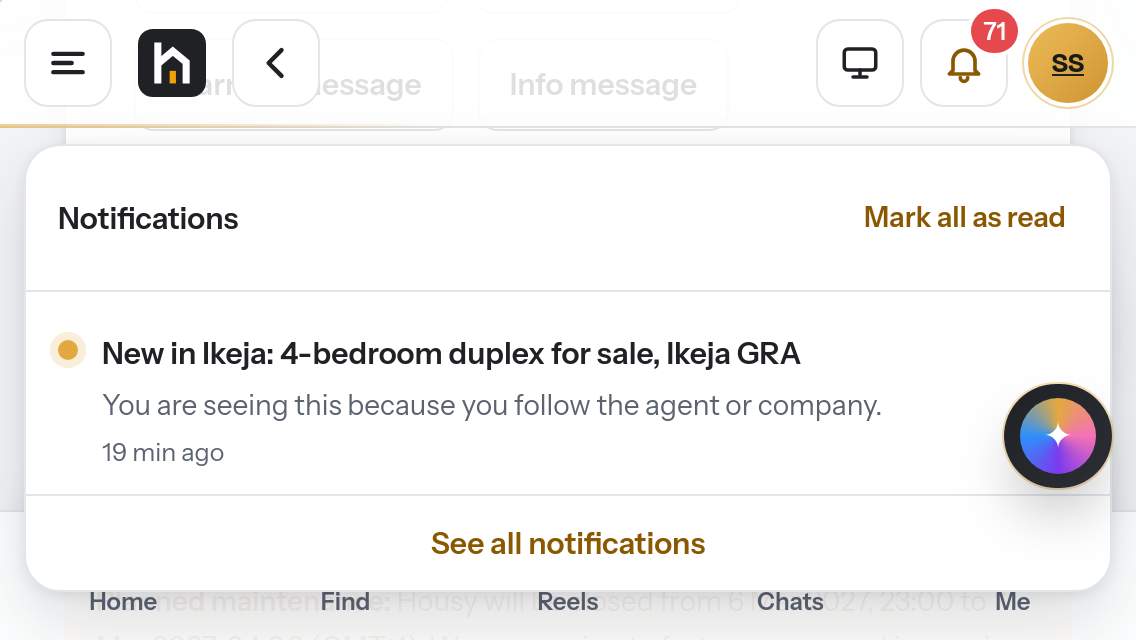 71
SS
Info message
Notifications
Mark all as read
New in Ikeja: 4-bedroom duplex for sale, Ikeja GRA
You are seeing this because you follow the agent or company.
19 min ago
See all notifications
Home Find Reels Chats Me